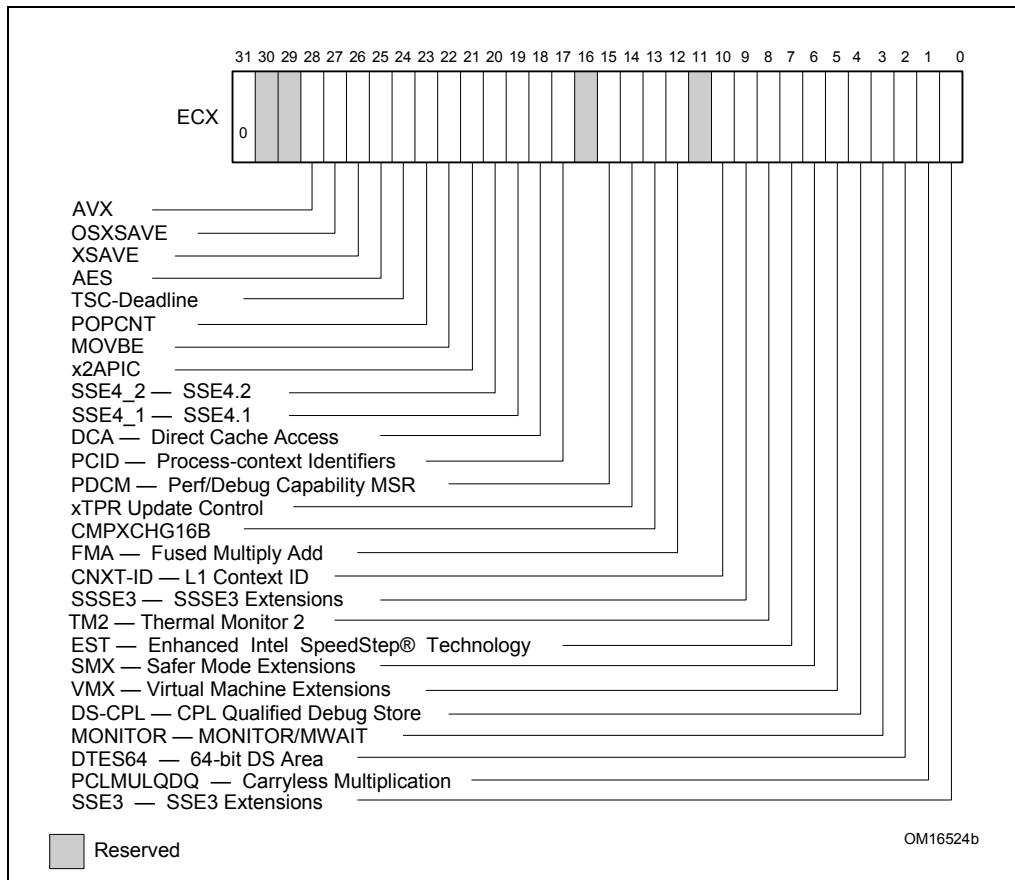 31 30 29 28 27 26 25 24 23 22 21 20 19 18 17 16 15 14 13 12 11 10 9 8 7 6 5 4 3 2 1 0
ECX
0
AVX
OSXSAVE
XSAVE
AES
TSC-Deadline
POPCNT
MOVBE
x2APIC
SSE4_2 — SSE4.2
SSE4_1 — SSE4.1
DCA — Direct Cache Access
PCID — Process-context Identifiers
PDCM — Perf/Debug Capability MSR
xTPR Update Control
CMPXCHG16B
FMA — Fused Multiply Add
CNXT-ID — L1 Context ID
SSSE3 — SSSE3 Extensions
TM2 — Thermal Monitor 2
EST — Enhanced Intel SpeedStep® Technology
SMX — Safer Mode Extensions
VMX — Virtual Machine Extensions
DS-CPL — CPL Qualified Debug Store
MONITOR — MONITOR/MWAIT
DTES64 — 64-bit DS Area
PCLMULQDQ — Carryless Multiplication
SSE3 — SSE3 Extensions
OM16524b
Reserved